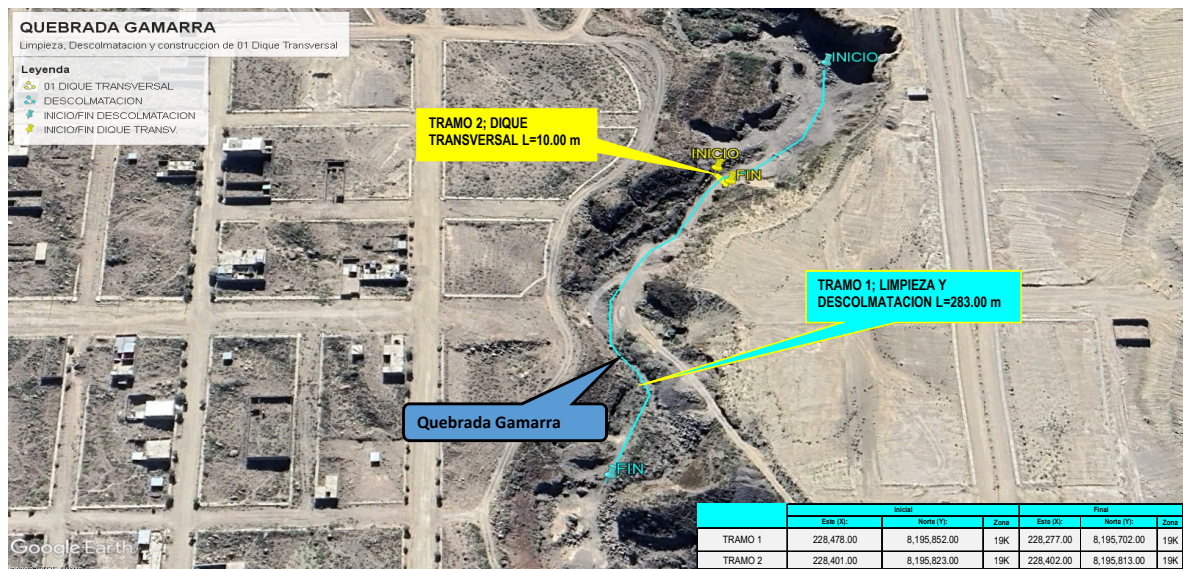 QUEBRADA GAMARRA
Limpieza, Descolmatacion y construccion de 01 Dique Transversal
Leyenda
01 DIQUE TRANSVERSAL
DESCOLMATACION
INICIO/FIN DESCOLMATACION
INICIO/FIN DIQUE TRANSV.
INICIO
TRAMO 2; DIQUE
TRANSVERSAL L=10.00 m
INICIO
FIN
TRAMO 1; LIMPIEZA Y
DESCOLMATACION L=283.00 m
Quebrada Gamarra
FIN
Inicial Final
Este (X): Norte (Y): Zona Este (X): Norte (Y): Zona
TRAMO 1 228,478.00 8,195,852.00 19K 228,277.00 8,195,702.00 19K
TRAMO 2 228,401.00 8,195,823.00 19K 228,402.00 8,195,813.00 19K
Google Earth